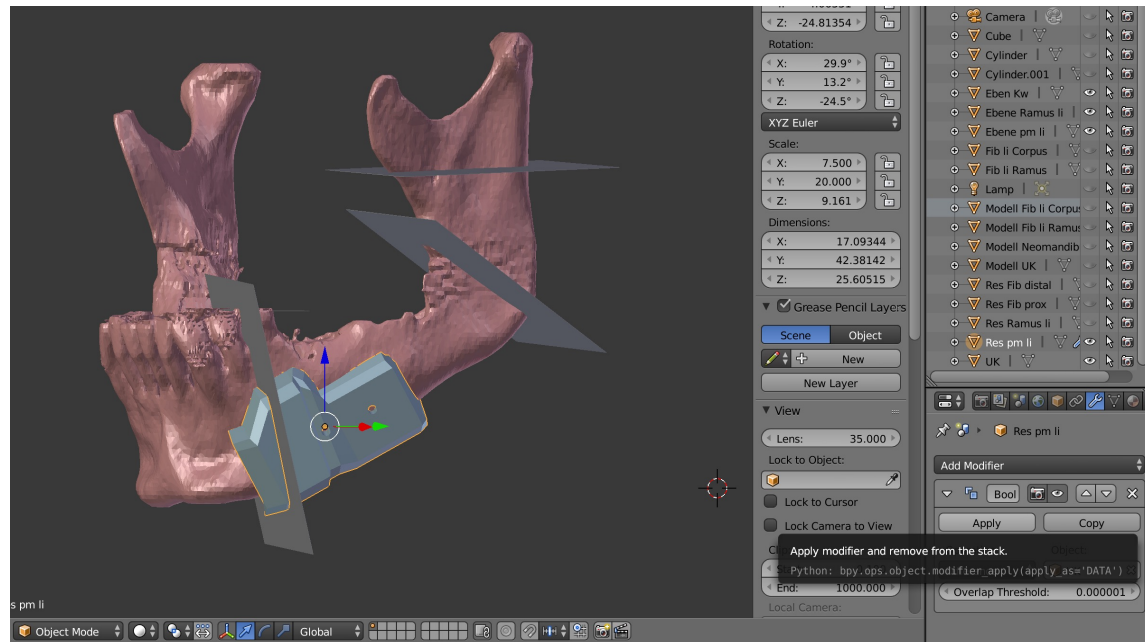 Z: -24.81354
Rotation:
X: 29.9°
Y: 13.2°
Z: -24.5°
XYZ Euler
Scale:
X: 7.500
Y: 20.000
Z: 9.161
Dimensions:
X: 17.09344
Y: 42.38142
Z: 25.60515
Grease Pencil Layers
Scene Object
New
New Layer
View
Lens: 35.000
Lock to Object:
Lock to Cursor
Lock Camera to View
End: 1000.000
Local Camera:
Camera
Cube
Cylinder
Cylinder.001
Eben Kw
Ebene Ramus li
Ebene pm li
Fib li Corpus
Fib li Ramus
Lamp
Modell Fib li Corpus
Modell Fib li Ramus
Modell Neomandib
Modell UK
Res Fib distal
Res Fib prox
Res Ramus li
Res pm li
UK
Res pm li
Add Modifier
Bool
Apply Copy
Apply modifier and remove from the stack.
Python: bpy.ops.object.modifier_apply(apply_as='DATA')
Overlap Threshold: 0.000001
s pm li
Object Mode Global